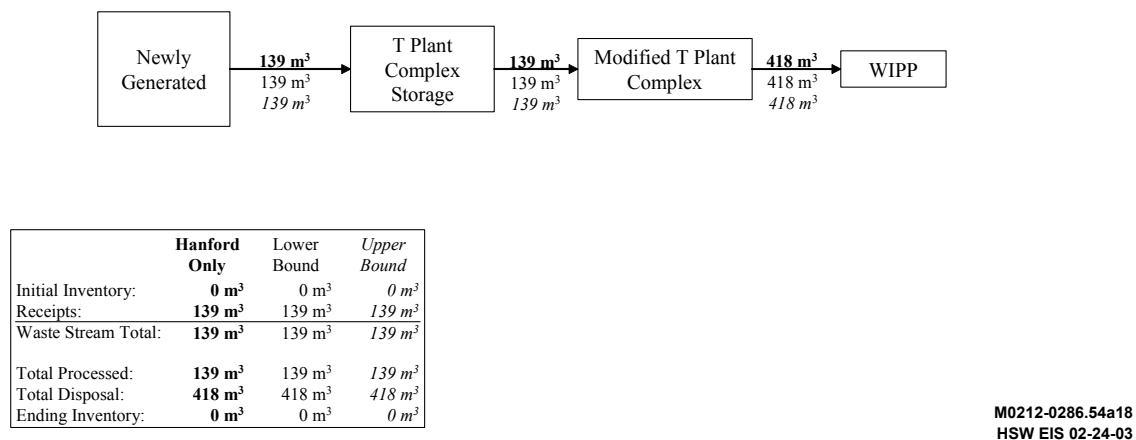 Newly
Generated
139 m³
139 m³
139 m³
T Plant
Complex
Storage
139 m³
139 m³
139 m³
Modified T Plant
Complex
418 m³
418 m³
418 m³
WIPP
Hanford Only Lower Bound Upper Bound
Initial Inventory: 0 m³ 0 m³ 0 m³
Receipts: 139 m³ 139 m³ 139 m³
Waste Stream Total: 139 m³ 139 m³ 139 m³
Total Processed: 139 m³ 139 m³ 139 m³
Total Disposal: 418 m³ 418 m³ 418 m³
Ending Inventory: 0 m³ 0 m³ 0 m³
M0212-0286.54a18
HSW EIS 02-24-03